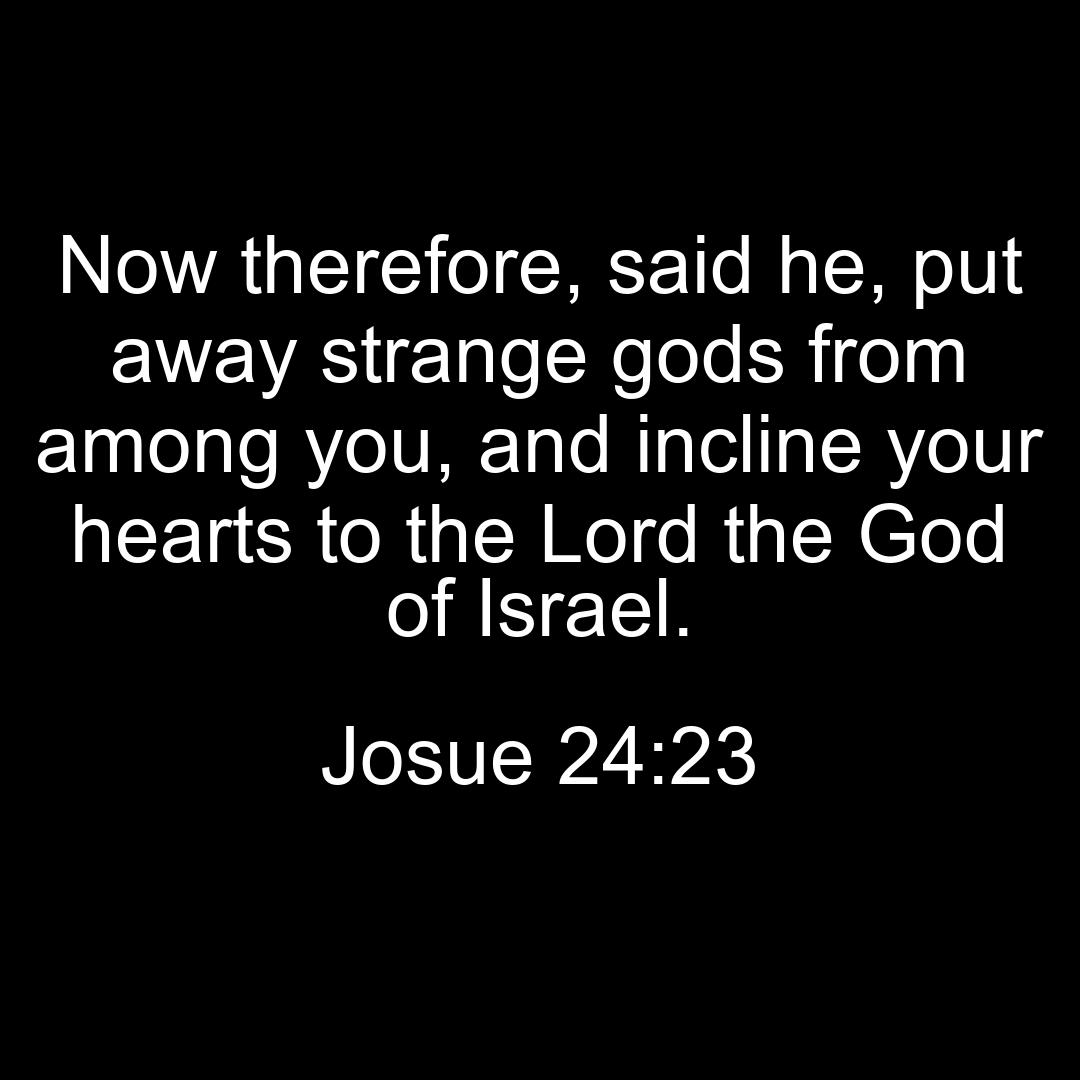 Now therefore, said he, put
away strange gods from
among you, and incline your
hearts to the Lord the God
of Israel.
Josue 24:23